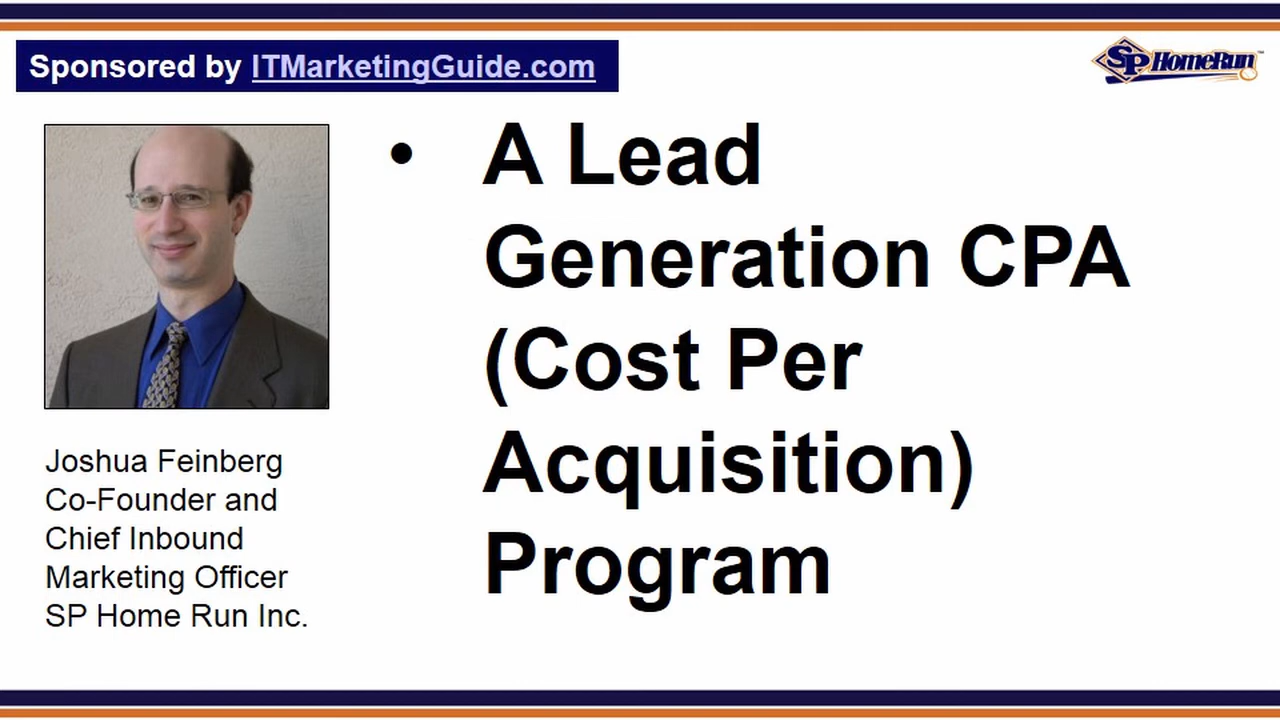 Sponsored by ITMarketingGuide.com
SP HomeRun™
• A Lead
Generation CPA
(Cost Per
Acquisition)
Program
Joshua Feinberg
Co-Founder and
Chief Inbound
Marketing Officer
SP Home Run Inc.